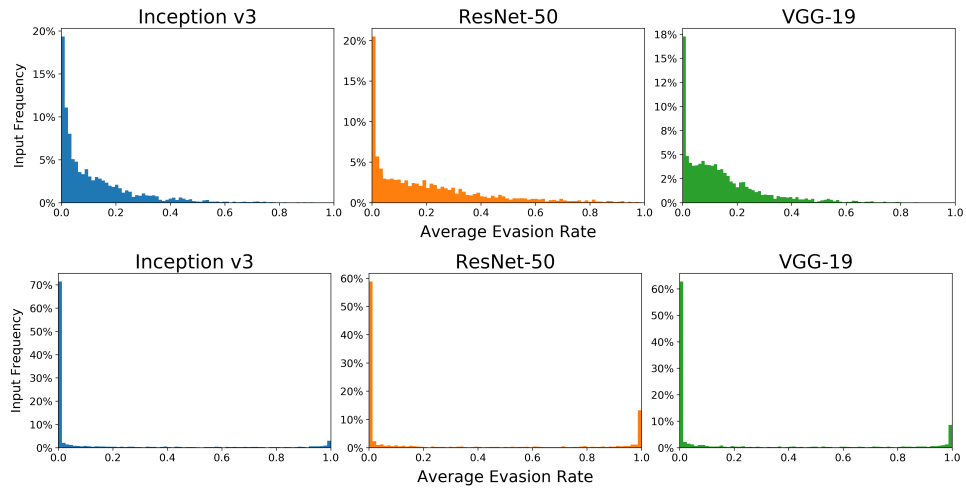 Inception v3 ResNet-50 VGG-19
20% 15% 10% 5% 0%
Input Frequency
0.0 0.2 0.4 0.6 0.8 1.0
20% 15% 10% 5% 0%
0.0 0.2 0.4 0.6 0.8 1.0
18% 15% 12% 10% 8% 5% 2% 0%
0.0 0.2 0.4 0.6 0.8 1.0
Average Evasion Rate
Inception v3 ResNet-50 VGG-19
70% 60% 50% 40% 30% 20% 10% 0%
Input Frequency
0.0 0.2 0.4 0.6 0.8 1.0
60% 50% 40% 30% 20% 10% 0%
0.0 0.2 0.4 0.6 0.8 1.0
60% 50% 40% 30% 20% 10% 0%
0.0 0.2 0.4 0.6 0.8 1.0
Average Evasion Rate